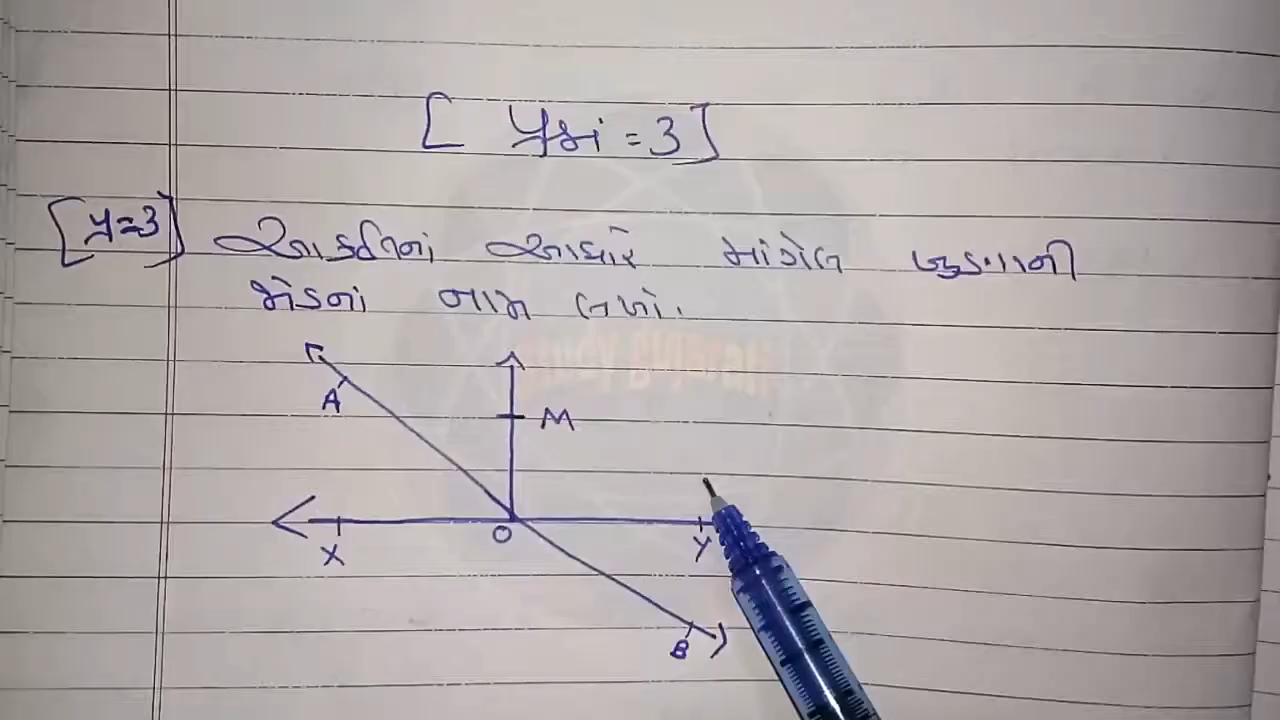 [ પ્રશ્ન = 3 ]
[પ્ર=3] આકૃતિના આધારે માંગેલ ખૂણાની
જોડના નામ લખો.
A
M
X
O
Y
B